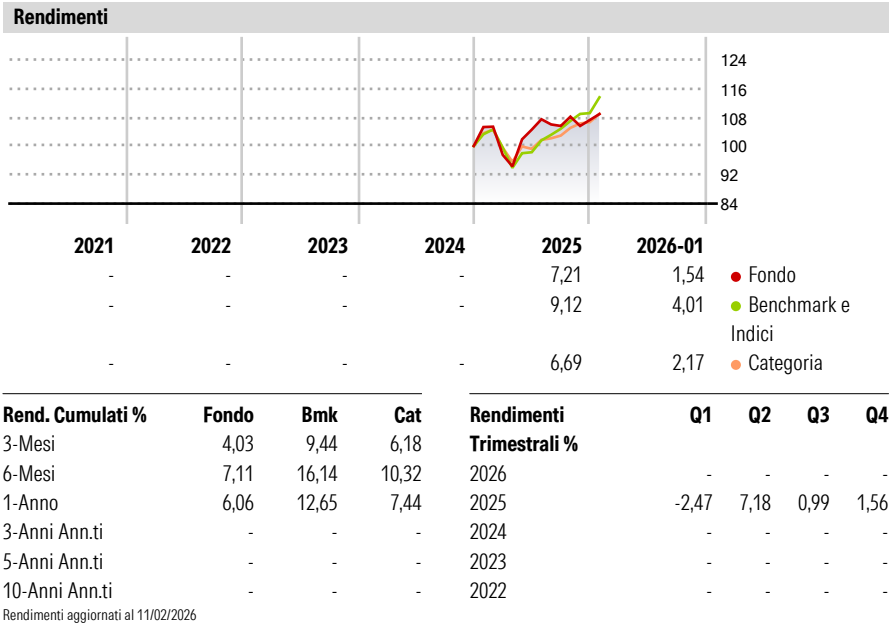 Rendimenti
124
116
108
100
92
84
2021 2022 2023 2024 2025 2026-01
- - - - 7,21 1,54 Fondo
- - - - 9,12 4,01 Benchmark e
Indici
- - - - 6,69 2,17 Categoria
Rend. Cumulati % Fondo Bmk Cat
3-Mesi 4,03 9,44 6,18
6-Mesi 7,11 16,14 10,32
1-Anno 6,06 12,65 7,44
3-Anni Ann.ti - - -
5-Anni Ann.ti - - -
10-Anni Ann.ti - - -
Rendimenti Q1 Q2 Q3 Q4
Trimestrali %
2026 - - - -
2025 -2,47 7,18 0,99 1,56
2024 - - - -
2023 - - - -
2022 - - - -
Rendimenti aggiornati al 11/02/2026